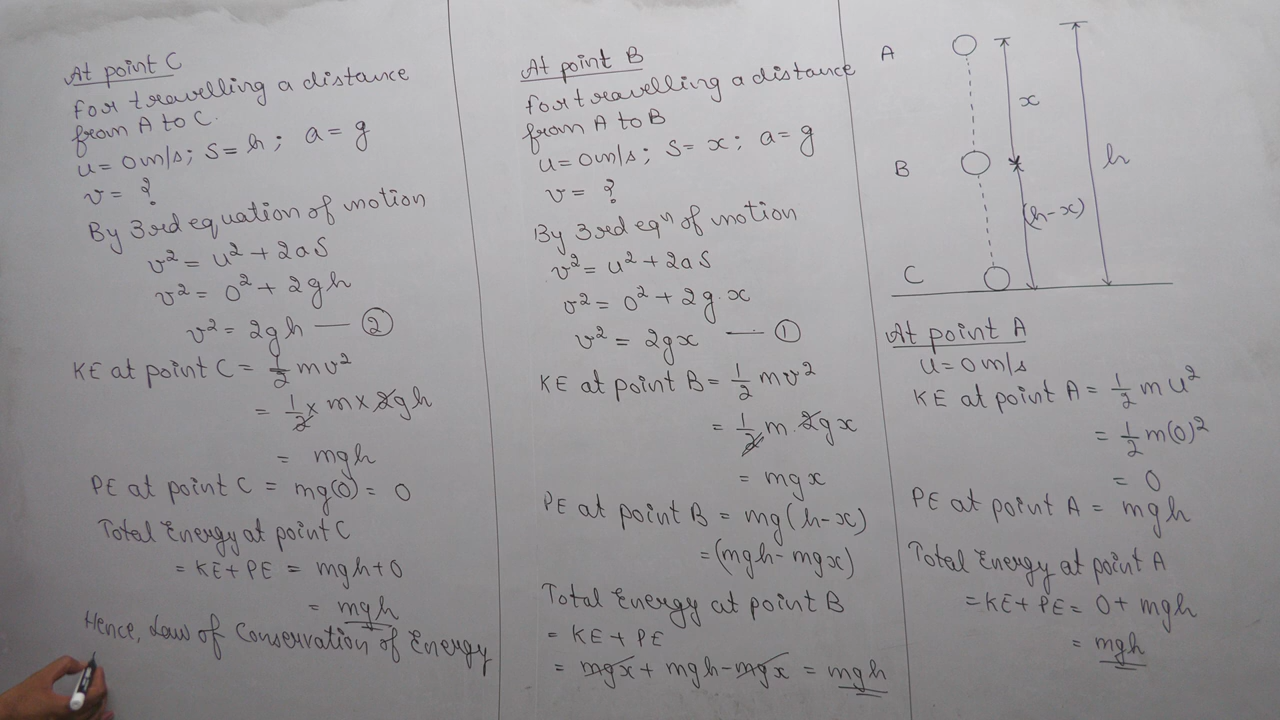 At point C
For travelling a distance
from A to C.
u = 0 m/s; S = h; a = g
v = ?
By 3rd equation of motion
v² = u² + 2aS
v² = 0² + 2gh
v² = 2gh — ②
KE at point C = 1/2 mv²
= 1/2 × m × 2gh
= mgh
PE at point C = mg(0) = 0
Total Energy at point C
= KE + PE = mgh + 0
= mgh
Hence, Law of Conservation of Energy
At point B
For travelling a distance
from A to B
u = 0 m/s; S = x; a = g
v = ?
By 3rd eqⁿ of motion
v² = u² + 2aS
v² = 0² + 2g.x
v² = 2gx — ①
KE at point B = 1/2 mv²
= 1/2 m.2gx
= mgx
PE at point B = mg(h-x)
= (mgh - mgx)
Total Energy at point B
= KE + PE
= mgx + mgh - mgx = mgh
A
x
B
h
(h-x)
C
At point A
u = 0 m/s
KE at point A = 1/2 mu²
= 1/2 m(0)²
= 0
PE at point A = mgh
Total Energy at point A
= KE + PE = 0 + mgh
= mgh